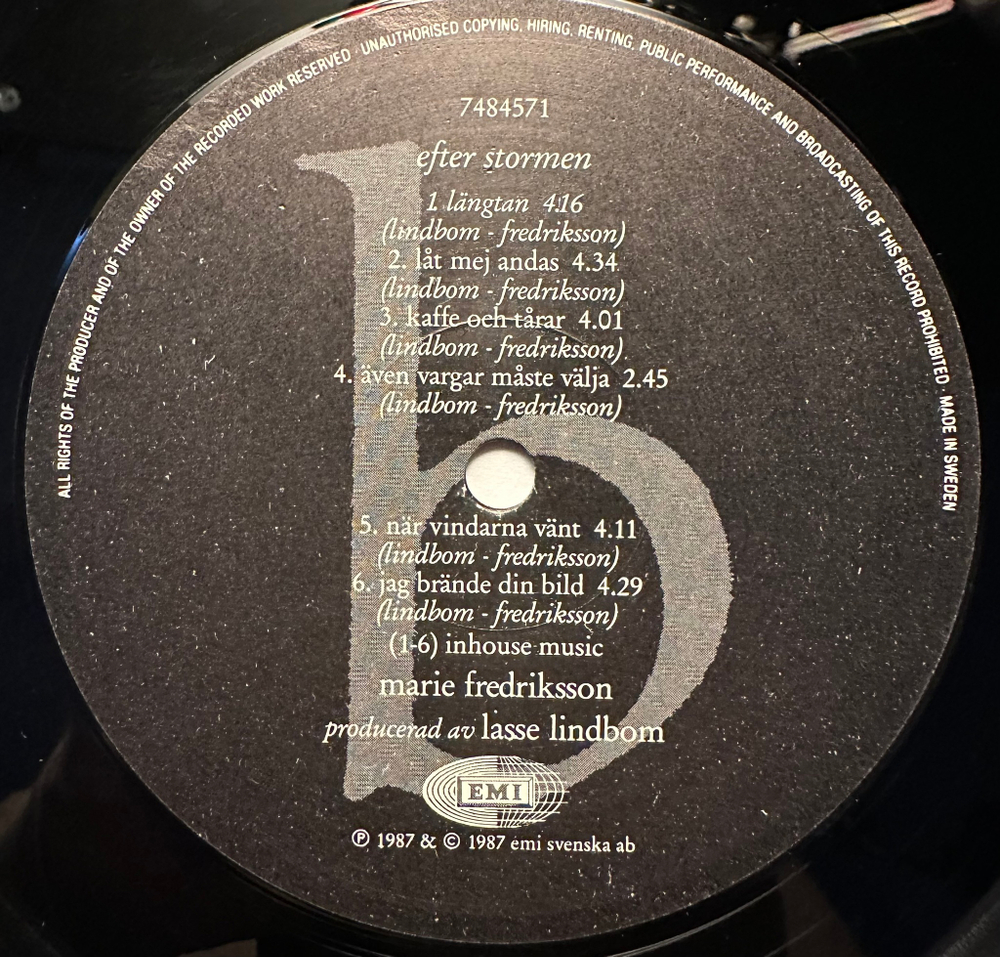 ALL RIGHTS OF THE PRODUCER AND OF THE OWNER OF THE RECORDED WORK RESERVED · UNAUTHORISED COPYING, HIRING, RENTING, PUBLIC PERFORMANCE AND BROADCASTING OF THIS RECORD PROHIBITED · MADE IN SWEDEN
7484571
efter stormen
1. längtan 4.16
(lindbom - fredriksson)
2. låt mej andas 4.34
(lindbom - fredriksson)
3. kaffe och tårar 4.01
(lindbom - fredriksson)
4. även vargar måste välja 2.45
(lindbom - fredriksson)
5. när vindarna vänt 4.11
(lindbom - fredriksson)
6. jag brände din bild 4.29
(lindbom - fredriksson)
(1-6) inhouse music
marie fredriksson
producerad av lasse lindbom
b
EMI
℗ 1987 & © 1987 emi svenska ab